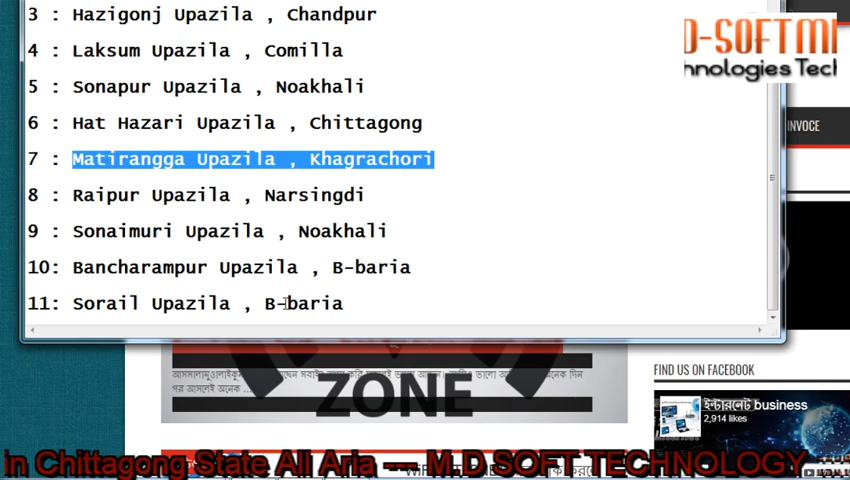 3 : Hazigonj Upazila , Chandpur
4 : Laksum Upazila , Comilla
5 : Sonapur Upazila , Noakhali
6 : Hat Hazari Upazila , Chittagong
7 : Matirangga Upazila , Khagrachori
8 : Raipur Upazila , Narsingdi
9 : Sonaimuri Upazila , Noakhali
10: Bancharampur Upazila , B-baria
11: Sorail Upazila , B-baria
D-SOFT
hnologies Tech
INVOCE
ZONE
FIND US ON FACEBOOK
ইন্টারনেট business
2,914 likes
in Chittagong State All Aria --- M.D SOFT TECHNOLOGY